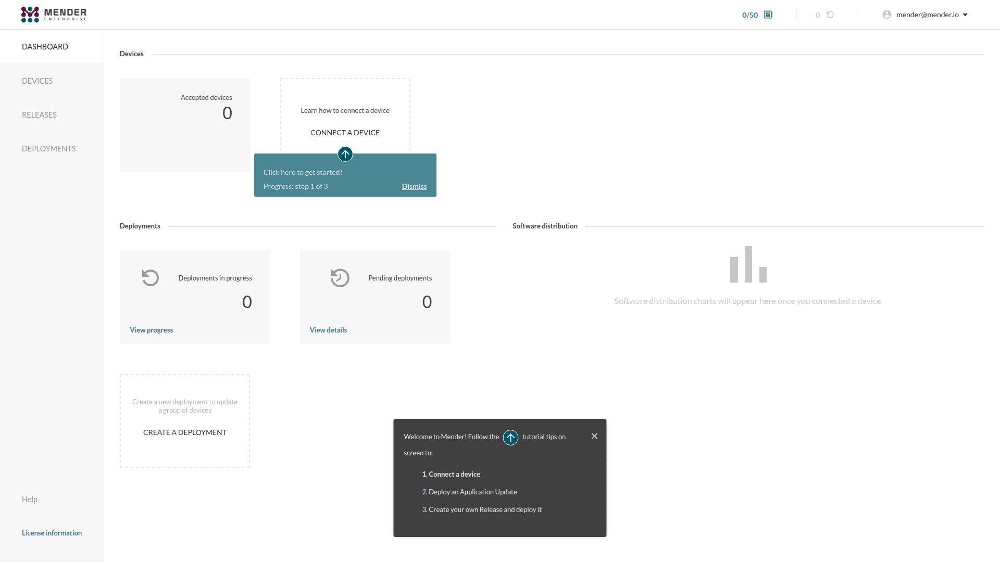 MENDER
ENTERPRISE
0/50
0
mender@mender.io
DASHBOARD
DEVICES
RELEASES
DEPLOYMENTS
Help
License information
Devices
Accepted devices
0
Learn how to connect a device
CONNECT A DEVICE
Click here to get started!
Progress: step 1 of 3
Dismiss
Deployments
Deployments in progress
0
View progress
Pending deployments
0
View details
Software distribution
Software distribution charts will appear here once you connected a device.
Create a new deployment to update
a group of devices
CREATE A DEPLOYMENT
Welcome to Mender! Follow the tutorial tips on
screen to:
1. Connect a device
2. Deploy an Application Update
3. Create your own Release and deploy it